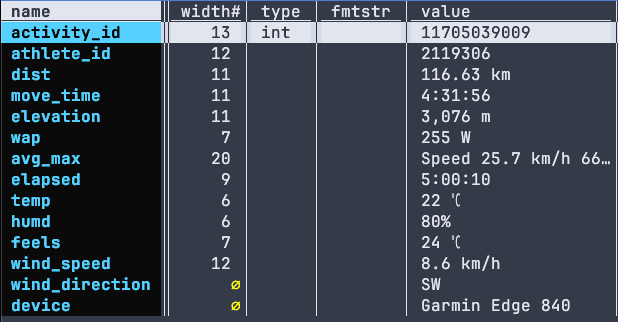 name width# type fmtstr value
activity_id 13 int 11705039009
athlete_id 12 2119306
dist 11 116.63 km
move_time 11 4:31:56
elevation 11 3,076 m
wap 7 255 W
avg_max 20 Speed 25.7 km/h 66…
elapsed 9 5:00:10
temp 6 22 ℃
humd 6 80%
feels 7 24 ℃
wind_speed 12 8.6 km/h
wind_direction ∅ SW
device ∅ Garmin Edge 840